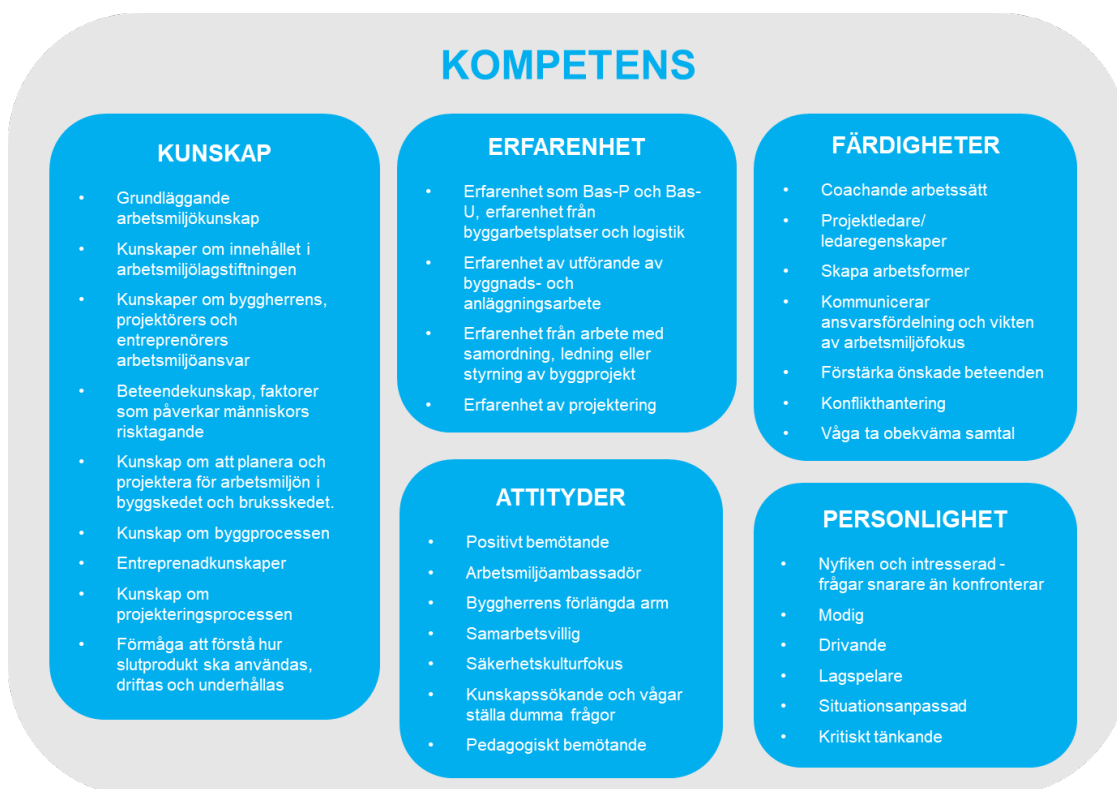 KOMPETENS
KUNSKAP
• Grundläggande
arbetsmiljökunskap
• Kunskaper om innehållet i
arbetsmiljölagstiftningen
• Kunskaper om byggherrens,
projektörers och
entreprenörers
arbetsmiljöansvar
• Beteendekunskap, faktorer
som påverkar människors
risktagande
• Kunskap om att planera och
projektera för arbetsmiljön i
byggskedet och bruksskedet.
• Kunskap om byggprocessen
• Entreprenadkunskaper
• Kunskap om
projekteringsprocessen
• Förmåga att förstå hur
slutprodukt ska användas,
driftas och underhållas
ERFARENHET
• Erfarenhet som Bas-P och Bas-
U, erfarenhet från
byggarbetsplatser och logistik
• Erfarenhet av utförande av
byggnads- och
anläggningsarbete
• Erfarenhet från arbete med
samordning, ledning eller
styrning av byggprojekt
• Erfarenhet av projektering
ATTITYDER
• Positivt bemötande
• Arbetsmiljöambassadör
• Byggherrens förlängda arm
• Samarbetsvillig
• Säkerhetskulturfokus
• Kunskapssökande och vågar
ställa dumma frågor
• Pedagogiskt bemötande
FÄRDIGHETER
• Coachande arbetssätt
• Projektledare/
ledaregenskaper
• Skapa arbetsformer
• Kommunicerar
ansvarsfördelning och vikten
av arbetsmiljöfokus
• Förstärka önskade beteenden
• Konflikthantering
• Våga ta obekväma samtal
PERSONLIGHET
• Nyfiken och intresserad -
frågar snarare än konfronterar
• Modig
• Drivande
• Lagspelare
• Situationsanpassad
• Kritiskt tänkande